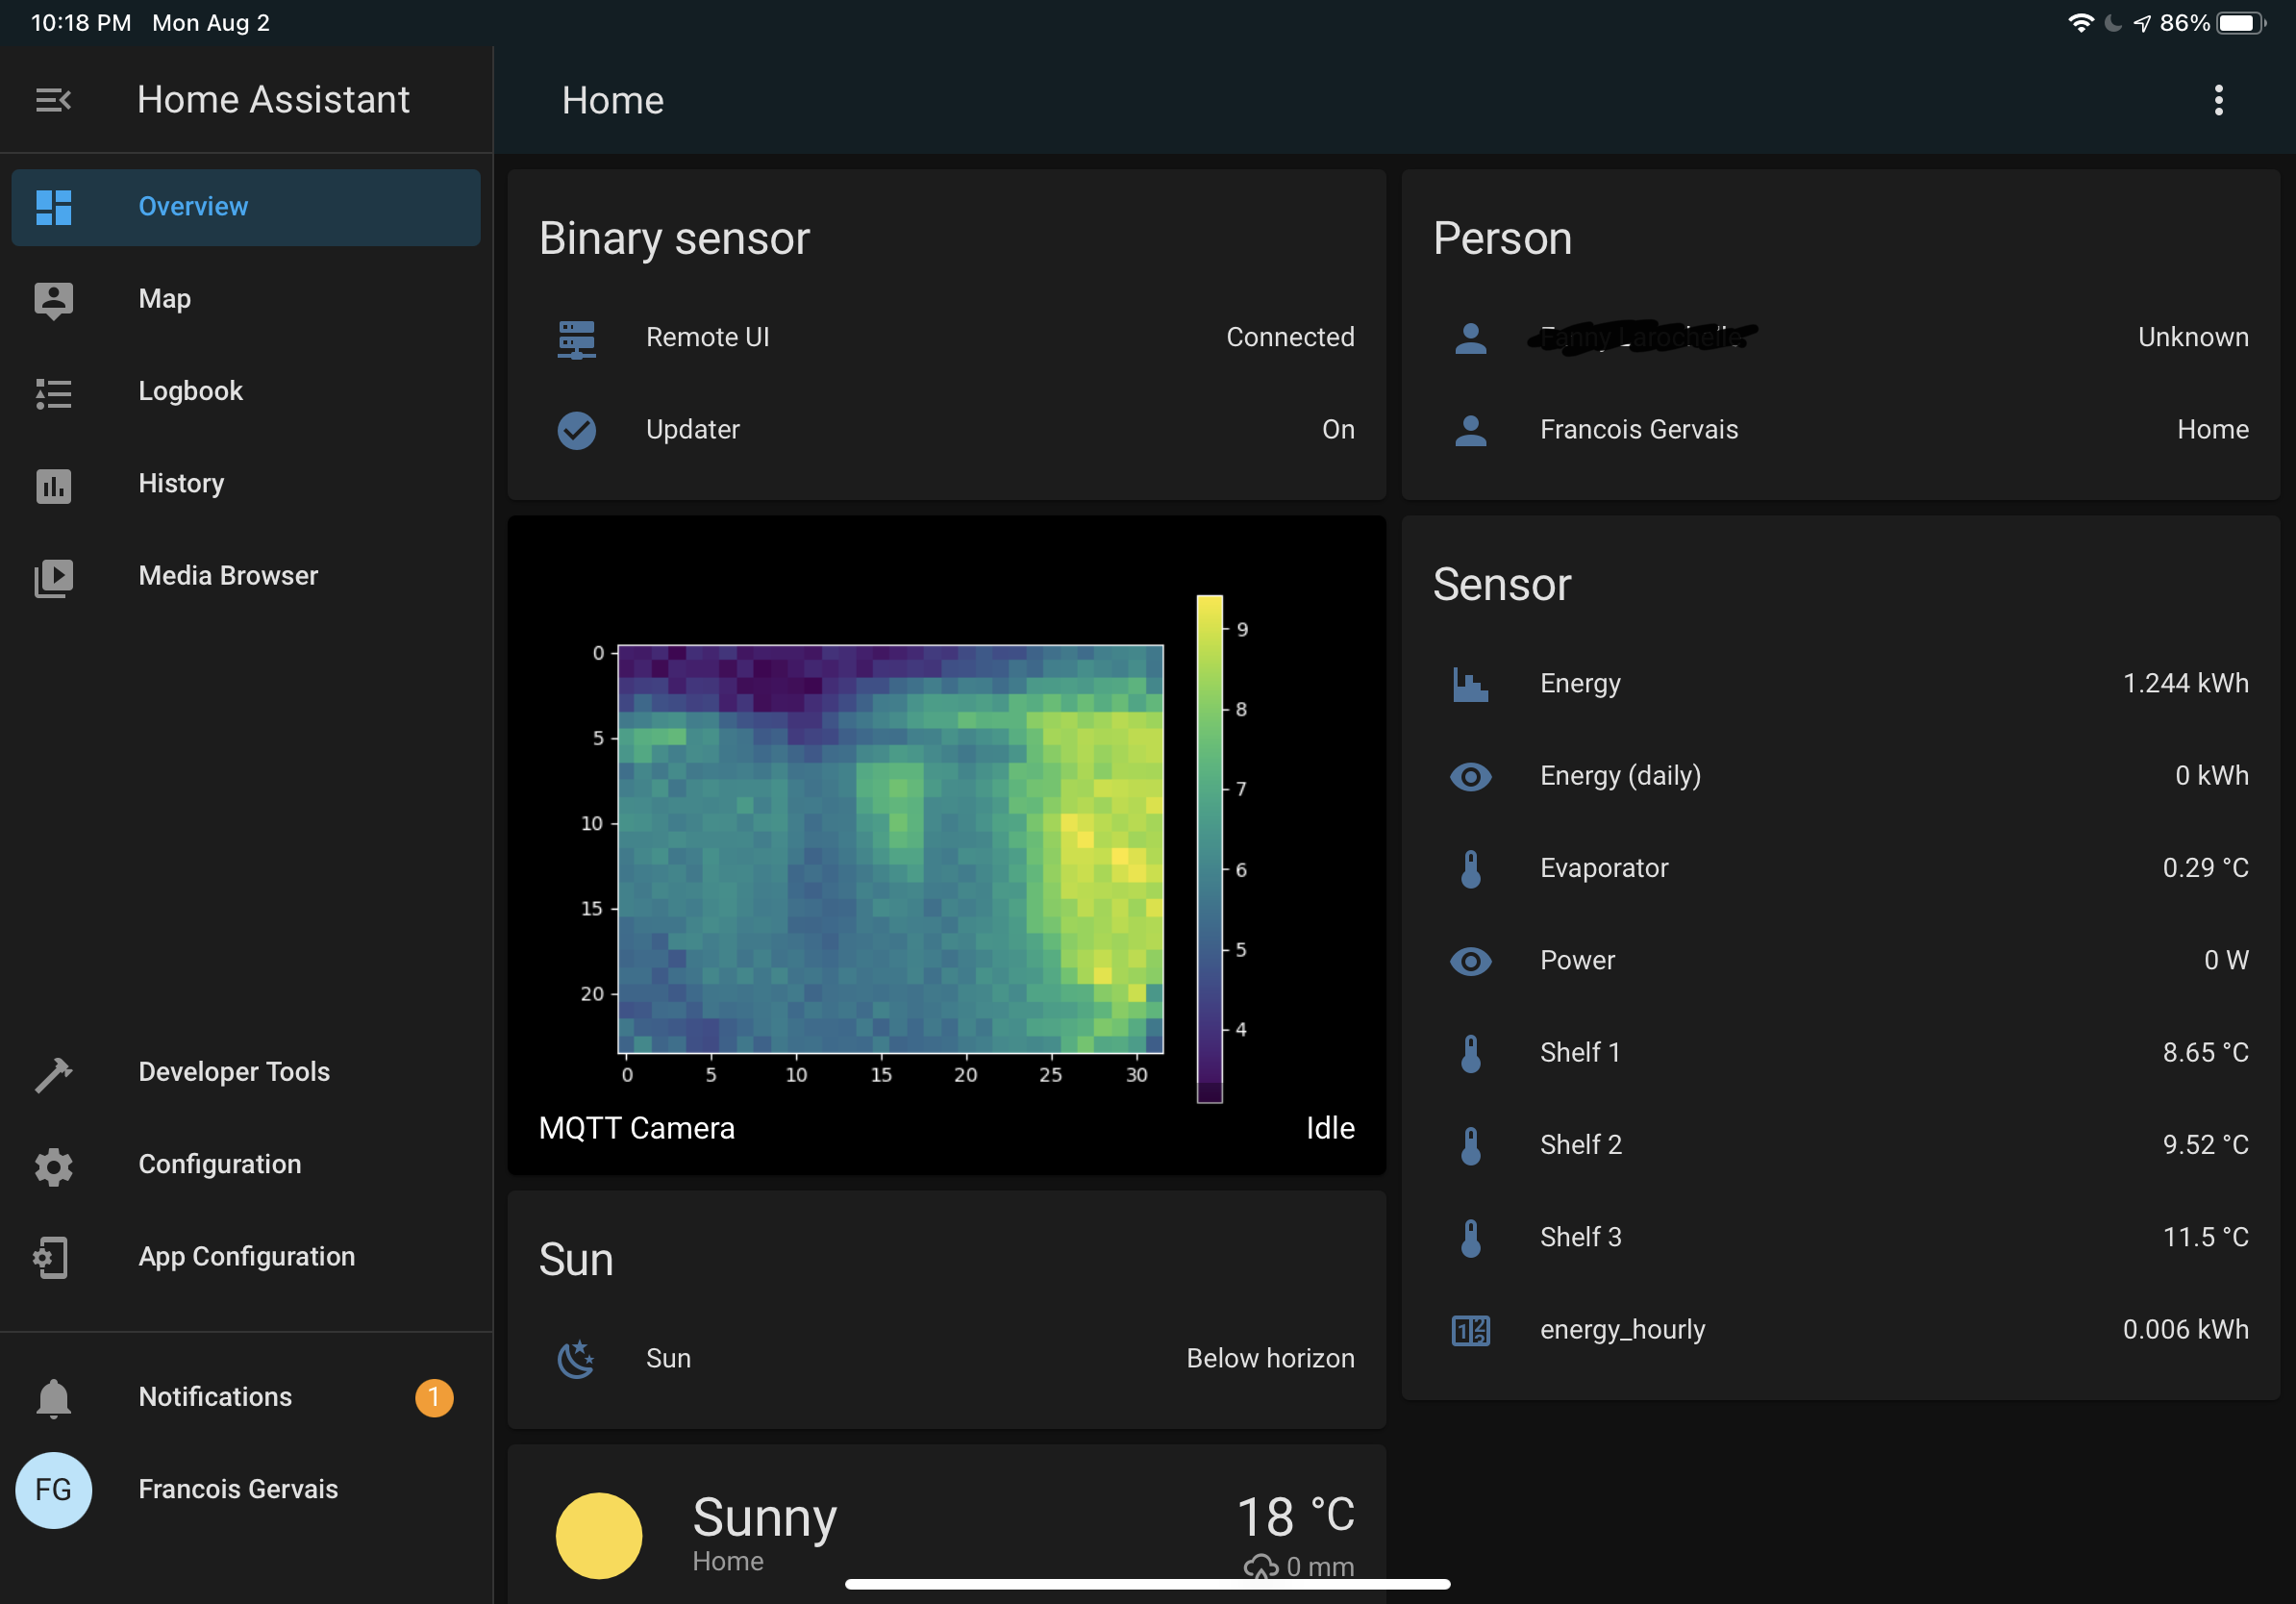 10:18 PM Mon Aug 2
86%
Home Assistant
Home
Overview
Map
Logbook
History
Media Browser
Developer Tools
Configuration
App Configuration
Notifications 1
FG Francois Gervais
Binary sensor
Remote UI Connected
Updater On
Person
Unknown
Francois Gervais Home
0
5
10
15
20
0 5 10 15 20 25 30
9
8
7
6
5
4
MQTT Camera Idle
Sensor
Energy 1.244 kWh
Energy (daily) 0 kWh
Evaporator 0.29 °C
Power 0 W
Shelf 1 8.65 °C
Shelf 2 9.52 °C
Shelf 3 11.5 °C
energy_hourly 0.006 kWh
Sun
Sun Below horizon
Sunny 18 °C
Home 0 mm